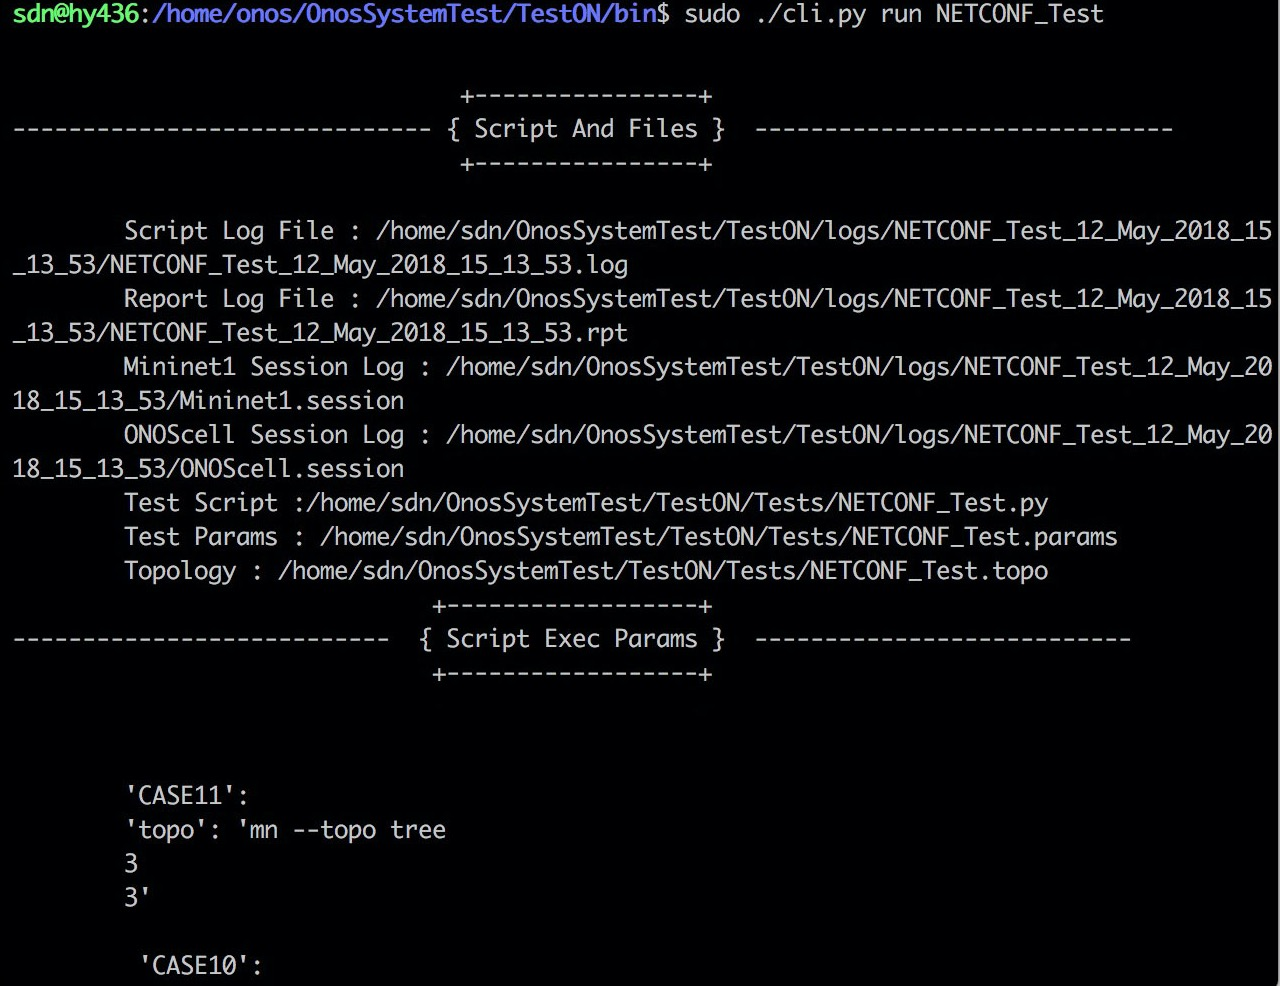 sdn@hy436:/home/onos/OnosSystemTest/TestON/bin$ sudo ./cli.py run NETCONF_Test
+----------------+
------------------------------ { Script And Files }  ------------------------------
+----------------+
Script Log File : /home/sdn/OnosSystemTest/TestON/logs/NETCONF_Test_12_May_2018_15
_13_53/NETCONF_Test_12_May_2018_15_13_53.log
Report Log File : /home/sdn/OnosSystemTest/TestON/logs/NETCONF_Test_12_May_2018_15
_13_53/NETCONF_Test_12_May_2018_15_13_53.rpt
Mininet1 Session Log : /home/sdn/OnosSystemTest/TestON/logs/NETCONF_Test_12_May_20
18_15_13_53/Mininet1.session
ONOScell Session Log : /home/sdn/OnosSystemTest/TestON/logs/NETCONF_Test_12_May_20
18_15_13_53/ONOScell.session
Test Script :/home/sdn/OnosSystemTest/TestON/Tests/NETCONF_Test.py
Test Params : /home/sdn/OnosSystemTest/TestON/Tests/NETCONF_Test.params
Topology : /home/sdn/OnosSystemTest/TestON/Tests/NETCONF_Test.topo
+------------------+
---------------------------  { Script Exec Params }  ---------------------------
+------------------+
'CASE11':
'topo': 'mn --topo tree
3
3'
'CASE10':